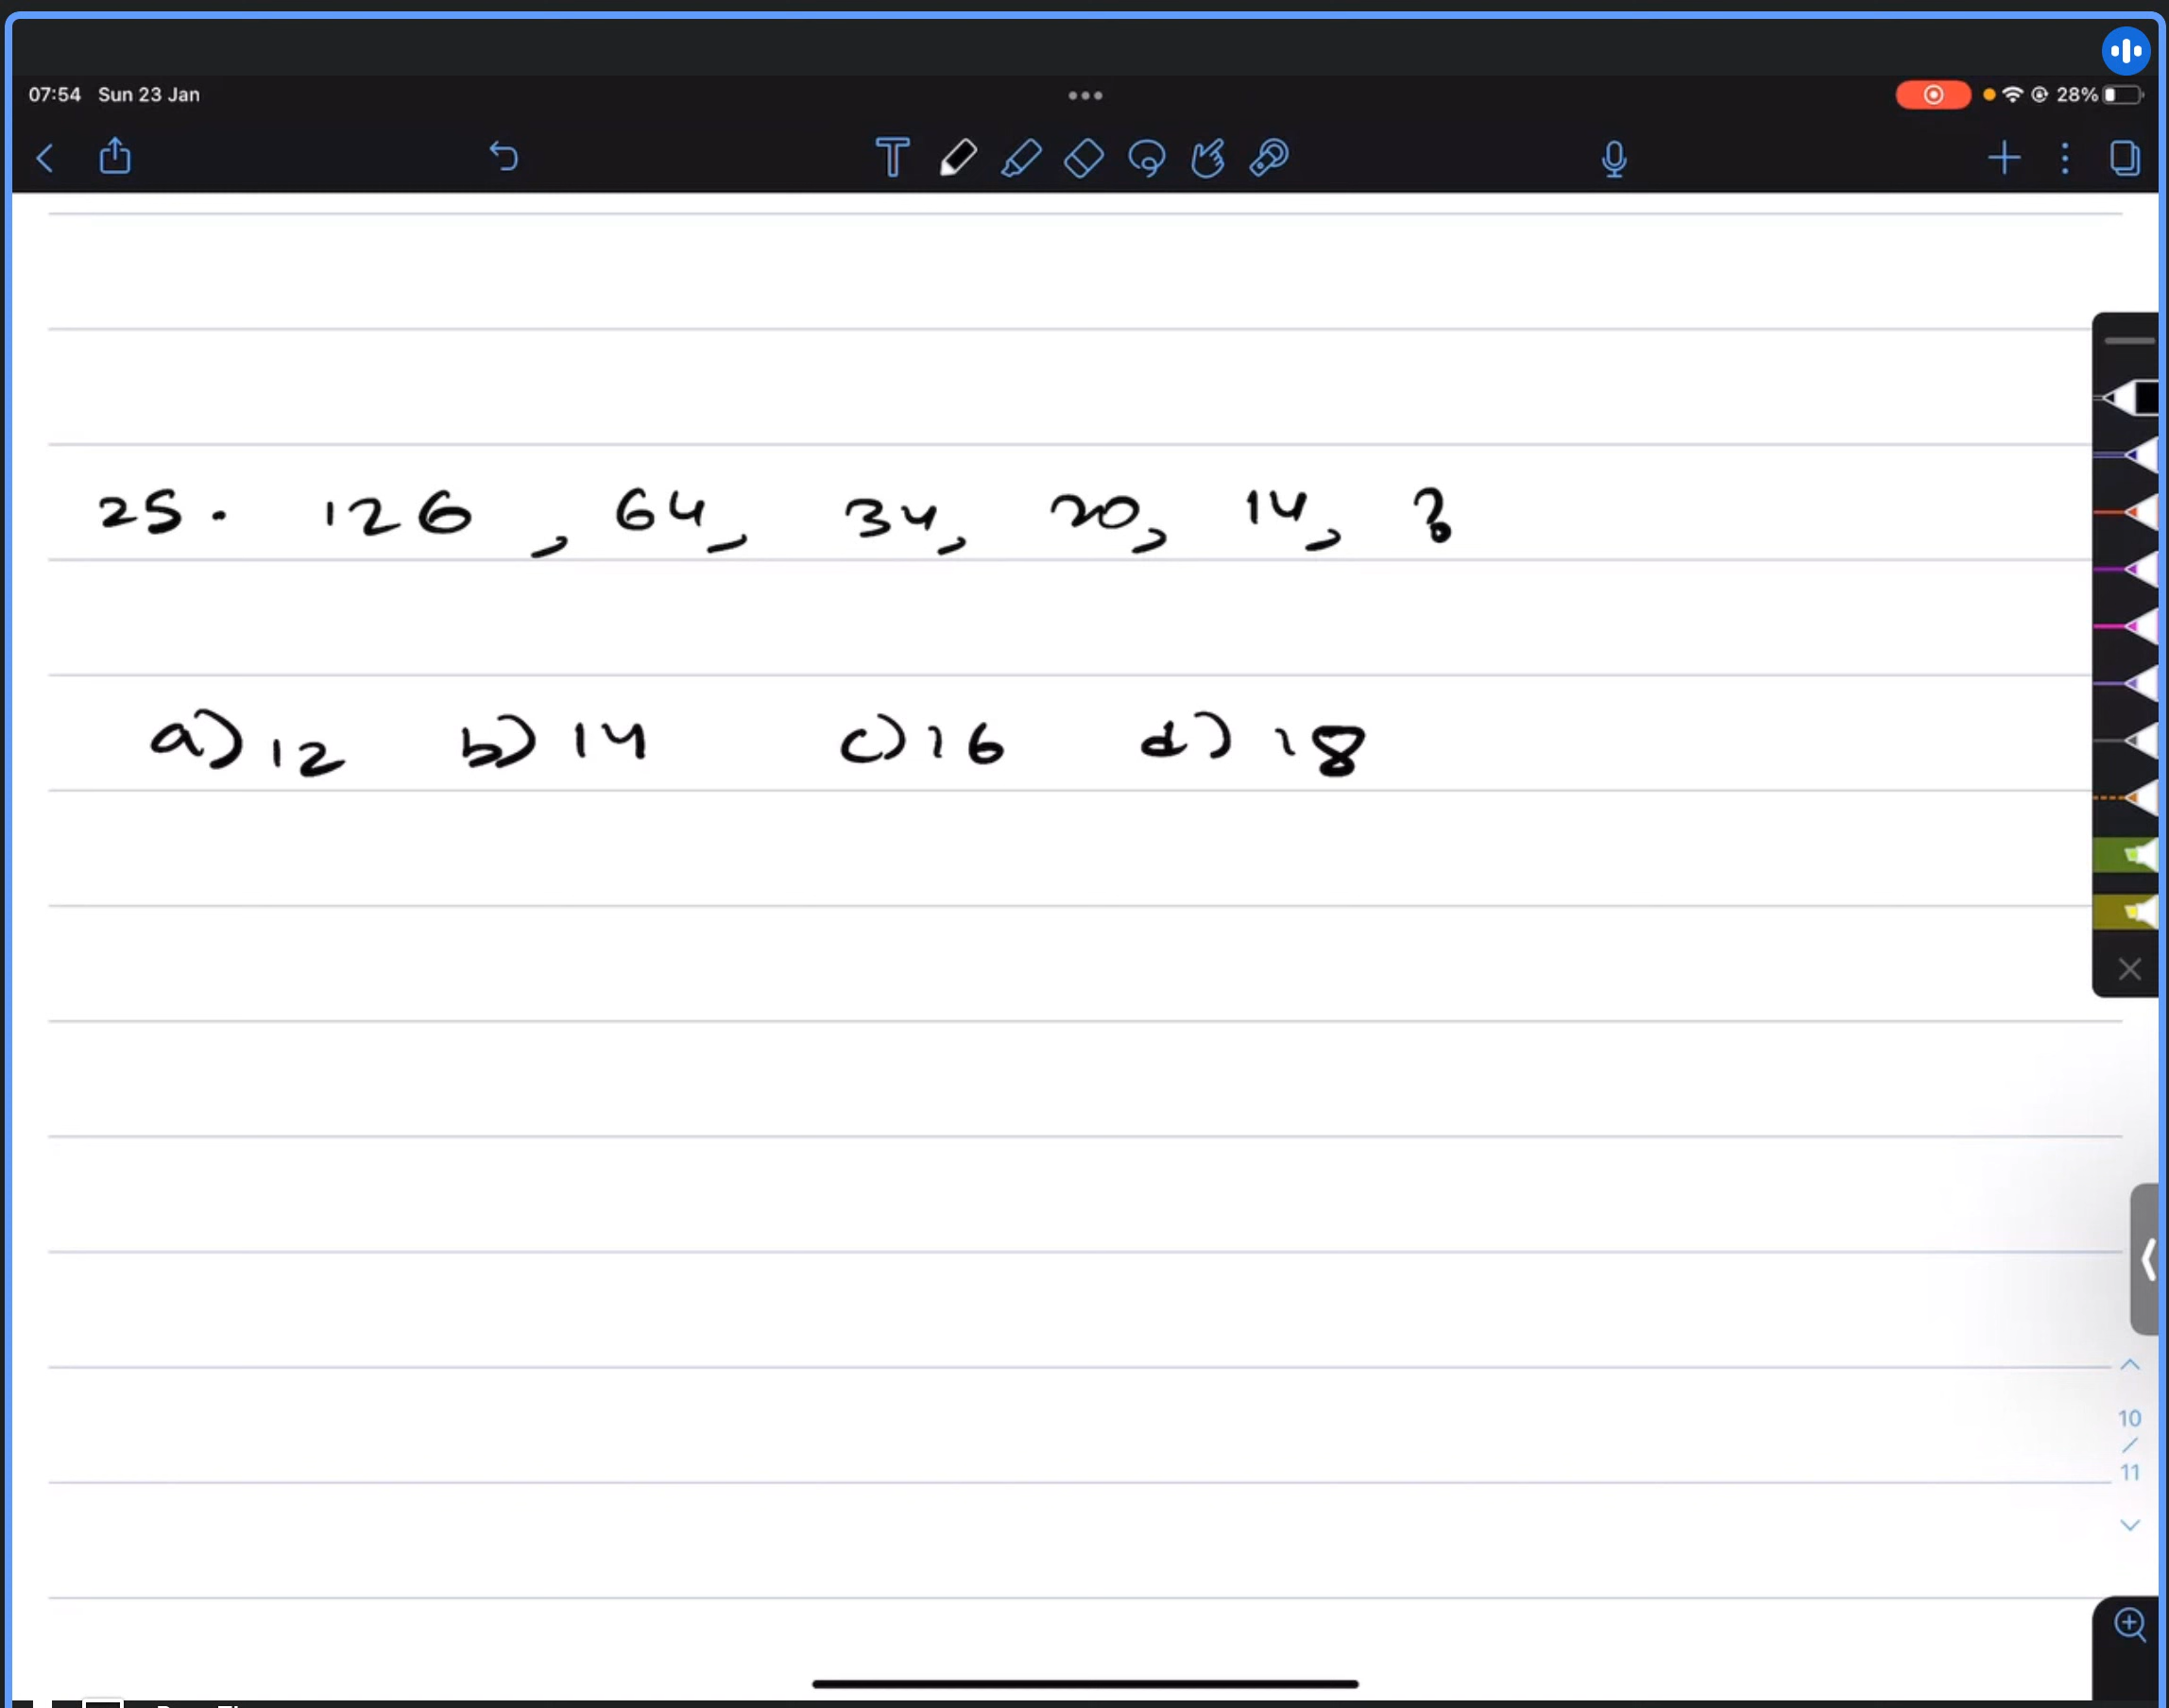 07:54 Sun 23 Jan
28%
T
25. 126, 64, 34, 20, 14, ?
a) 12 b) 14 c) 16 d) 18
10
/
11